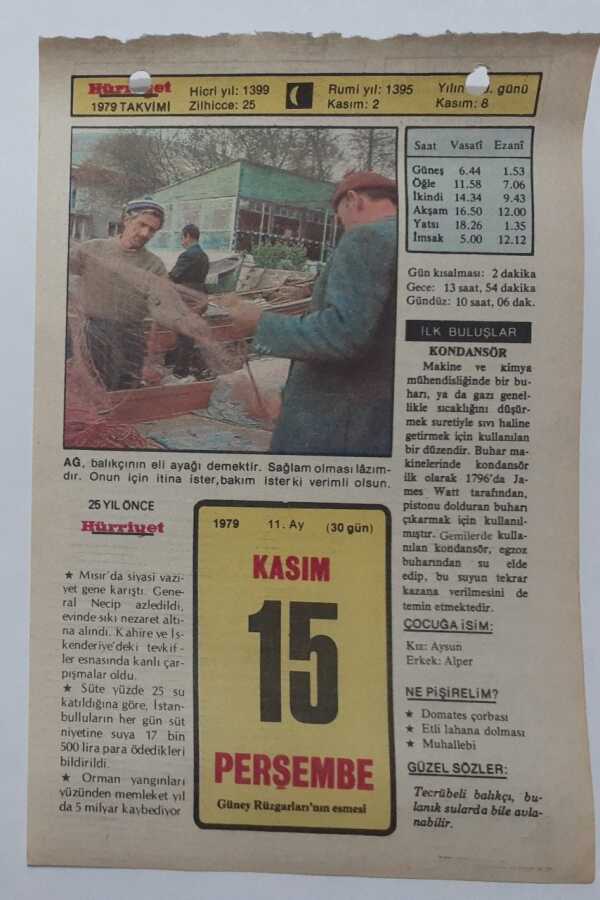 Hürriyet
1979 TAKVİMİ
Hicri yıl: 1399
Zilhicce: 25
Rumi yıl: 1395
Kasım: 2
Yılın günü
Kasım: 8
Saat Vasatî Ezanî
Güneş 6.44 1.53
Öğle 11.58 7.06
İkindi 14.34 9.43
Akşam 16.50 12.00
Yatsı 18.26 1.35
İmsak 5.00 12.12
Gün kısalması: 2 dakika
Gece: 13 saat, 54 dakika
Gündüz: 10 saat, 06 dak.
İLK BULUŞLAR
KONDANSÖR
Makine ve kimya
mühendisliğinde bir bu-
harı, ya da gazı genel-
likle sıcaklığını düşür-
mek suretiyle sıvı haline
getirmek için kullanılan
bir düzendir. Buhar ma-
kinelerinde kondansör
ilk olarak 1796'da Ja-
mes Watt tarafından,
pistonu dolduran buharı
çıkarmak için kullanıl-
mıştır. Gemilerde kulla-
nılan kondansör, egzoz
buharından su elde
edip, bu suyun tekrar
kazana verilmesini de
temin etmektedir.
ÇOCUĞA İSİM:
Kız: Aysun
Erkek: Alper
NE PİŞİRELİM?
★ Domates çorbası
★ Etli lahana dolması
★ Muhallebi
GÜZEL SÖZLER:
Tecrübeli balıkçı, bu-
lanık sularda bile avla-
nabilir.
AĞ, balıkçının eli ayağı demektir. Sağlam olması lâzım-
dır. Onun için itina ister,bakım ister ki verimli olsun.
25 YIL ÖNCE
Hürriyet
★ Mısır'da siyasi vazi-
yet gene karıştı. Gene-
ral Necip azledildi,
evinde sıkı nezaret altı-
na alındı. Kahire ve İs-
kenderiye'deki tevkif-
ler esnasında kanlı çar-
pışmalar oldu.
★ Süte yüzde 25 su
katıldığına göre, İstan-
bulluların her gün süt
niyetine suya 17 bin
500 lira para ödedikleri
bildirildi.
★ Orman yangınları
yüzünden memleket yıl
da 5 milyar kaybediyor
1979 11. Ay (30 gün)
KASIM
15
PERŞEMBE
Güney Rüzgarları'nın esmesi